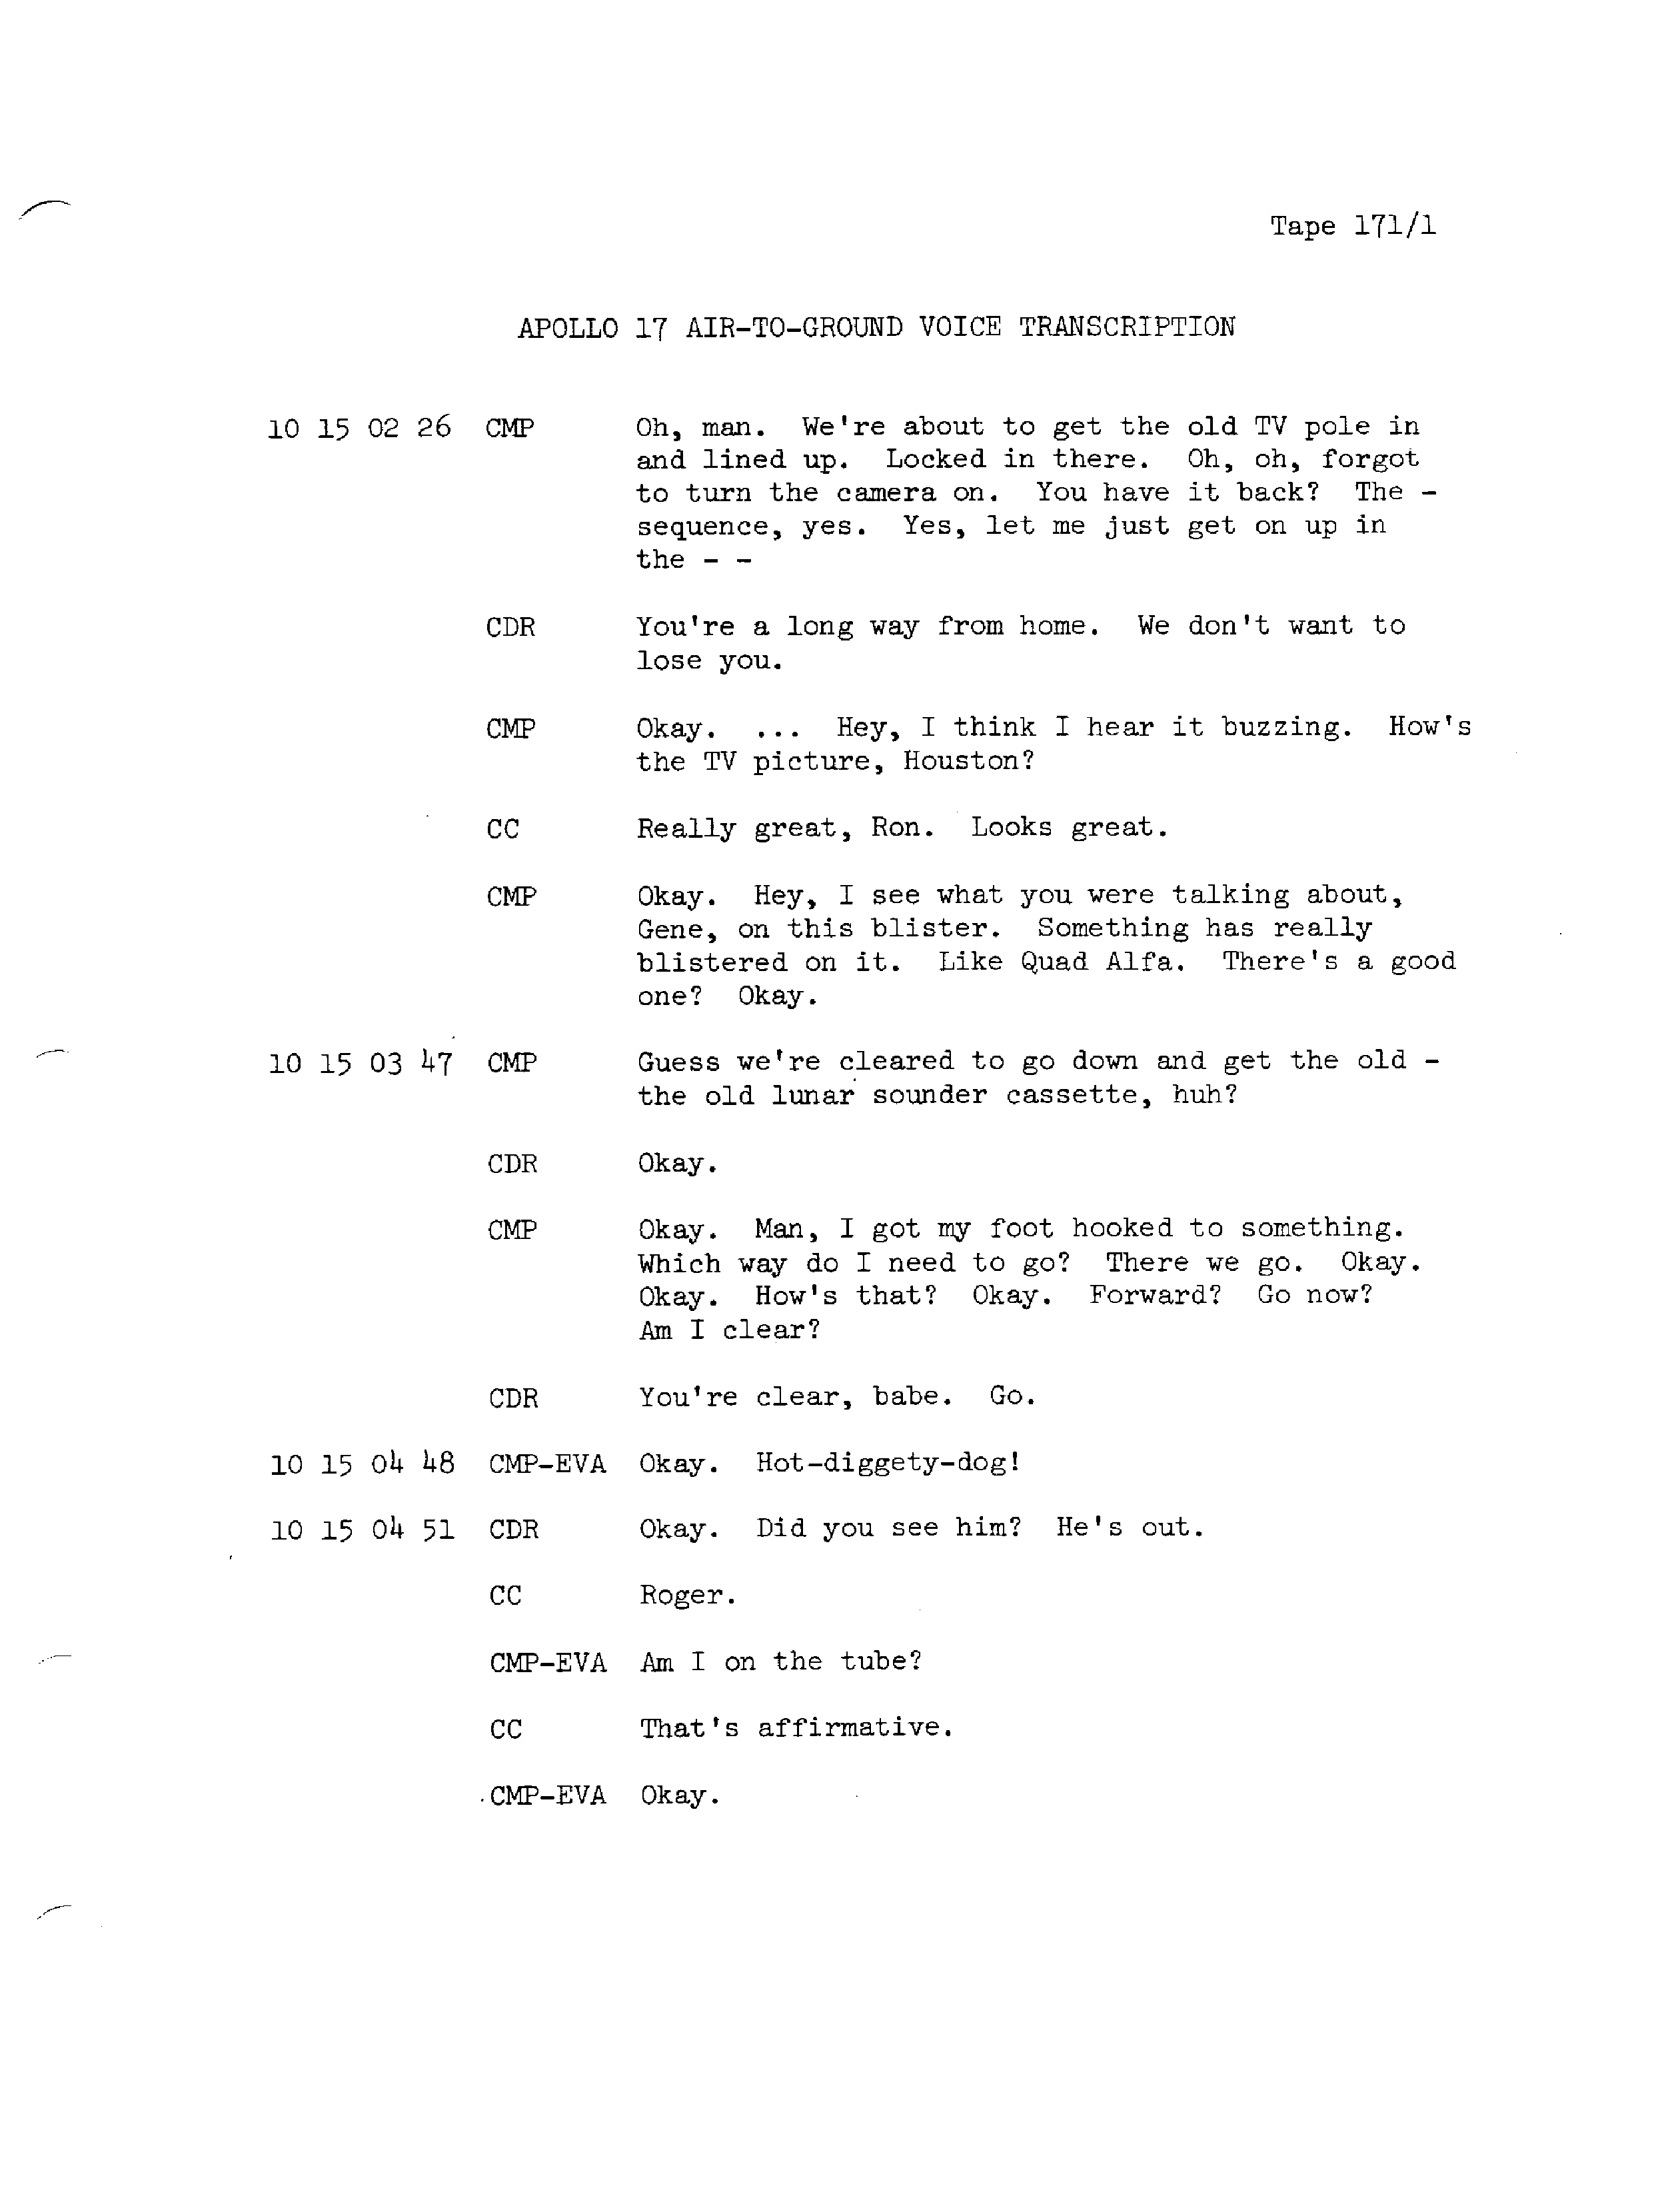 Tape 171/1
APOLLO 17 AIR-TO-GROUND VOICE TRANSCRIPTION
10 15 02 26 CMP Oh, man. We're about to get the old TV pole in
and lined up. Locked in there. Oh, oh, forgot
to turn the camera on. You have it back? The -
sequence, yes. Yes, let me just get on up in
the - -
CDR You're a long way from home. We don't want to
lose you.
CMP Okay. ... Hey, I think I hear it buzzing. How's
the TV picture, Houston?
CC Really great, Ron. Looks great.
CMP Okay. Hey, I see what you were talking about,
Gene, on this blister. Something has really
blistered on it. Like Quad Alfa. There's a good
one? Okay.
10 15 03 47 CMP Guess we're cleared to go down and get the old -
the old lunar sounder cassette, huh?
CDR Okay.
CMP Okay. Man, I got my foot hooked to something.
Which way do I need to go? There we go. Okay.
Okay. How's that? Okay. Forward? Go now?
Am I clear?
CDR You're clear, babe. Go.
10 15 04 48 CMP-EVA Okay. Hot-diggety-dog!
10 15 04 51 CDR Okay. Did you see him? He's out.
CC Roger.
CMP-EVA Am I on the tube?
CC That's affirmative.
CMP-EVA Okay.